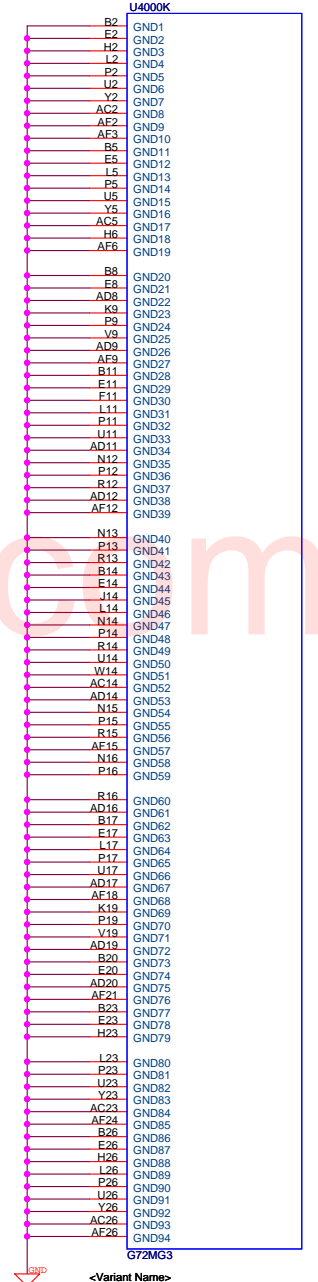 U4000K
B2 GND1
E2 GND2
H2 GND3
L2 GND4
P2 GND5
U2 GND6
Y2 GND7
AC2 GND8
AF2 GND9
AF3 GND10
B5 GND11
E5 GND12
L5 GND13
P5 GND14
U5 GND15
Y5 GND16
AC5 GND17
H6 GND18
AF6 GND19
B8 GND20
E8 GND21
AD8 GND22
K9 GND23
P9 GND24
V9 GND25
AD9 GND26
AF9 GND27
B11 GND28
E11 GND29
F11 GND30
L11 GND31
P11 GND32
U11 GND33
AD11 GND34
N12 GND35
P12 GND36
R12 GND37
AD12 GND38
AF12 GND39
N13 GND40
P13 GND41
R13 GND42
B14 GND43
E14 GND44
J14 GND45
L14 GND46
N14 GND47
P14 GND48
R14 GND49
U14 GND50
W14 GND51
AC14 GND52
AD14 GND53
N15 GND54
P15 GND55
R15 GND56
AF15 GND57
N16 GND58
P16 GND59
R16 GND60
AD16 GND61
B17 GND62
E17 GND63
L17 GND64
P17 GND65
U17 GND66
AD17 GND67
AF18 GND68
K19 GND69
P19 GND70
V19 GND71
AD19 GND72
B20 GND73
E20 GND74
AD20 GND75
AF21 GND76
B23 GND77
E23 GND78
H23 GND79
L23 GND80
P23 GND81
U23 GND82
Y23 GND83
AC23 GND84
AF24 GND85
B26 GND86
E26 GND87
H26 GND88
L26 GND89
P26 GND90
U26 GND91
Y26 GND92
AC26 GND93
AF26 GND94
G72MG3
GND
<Variant Name>
com